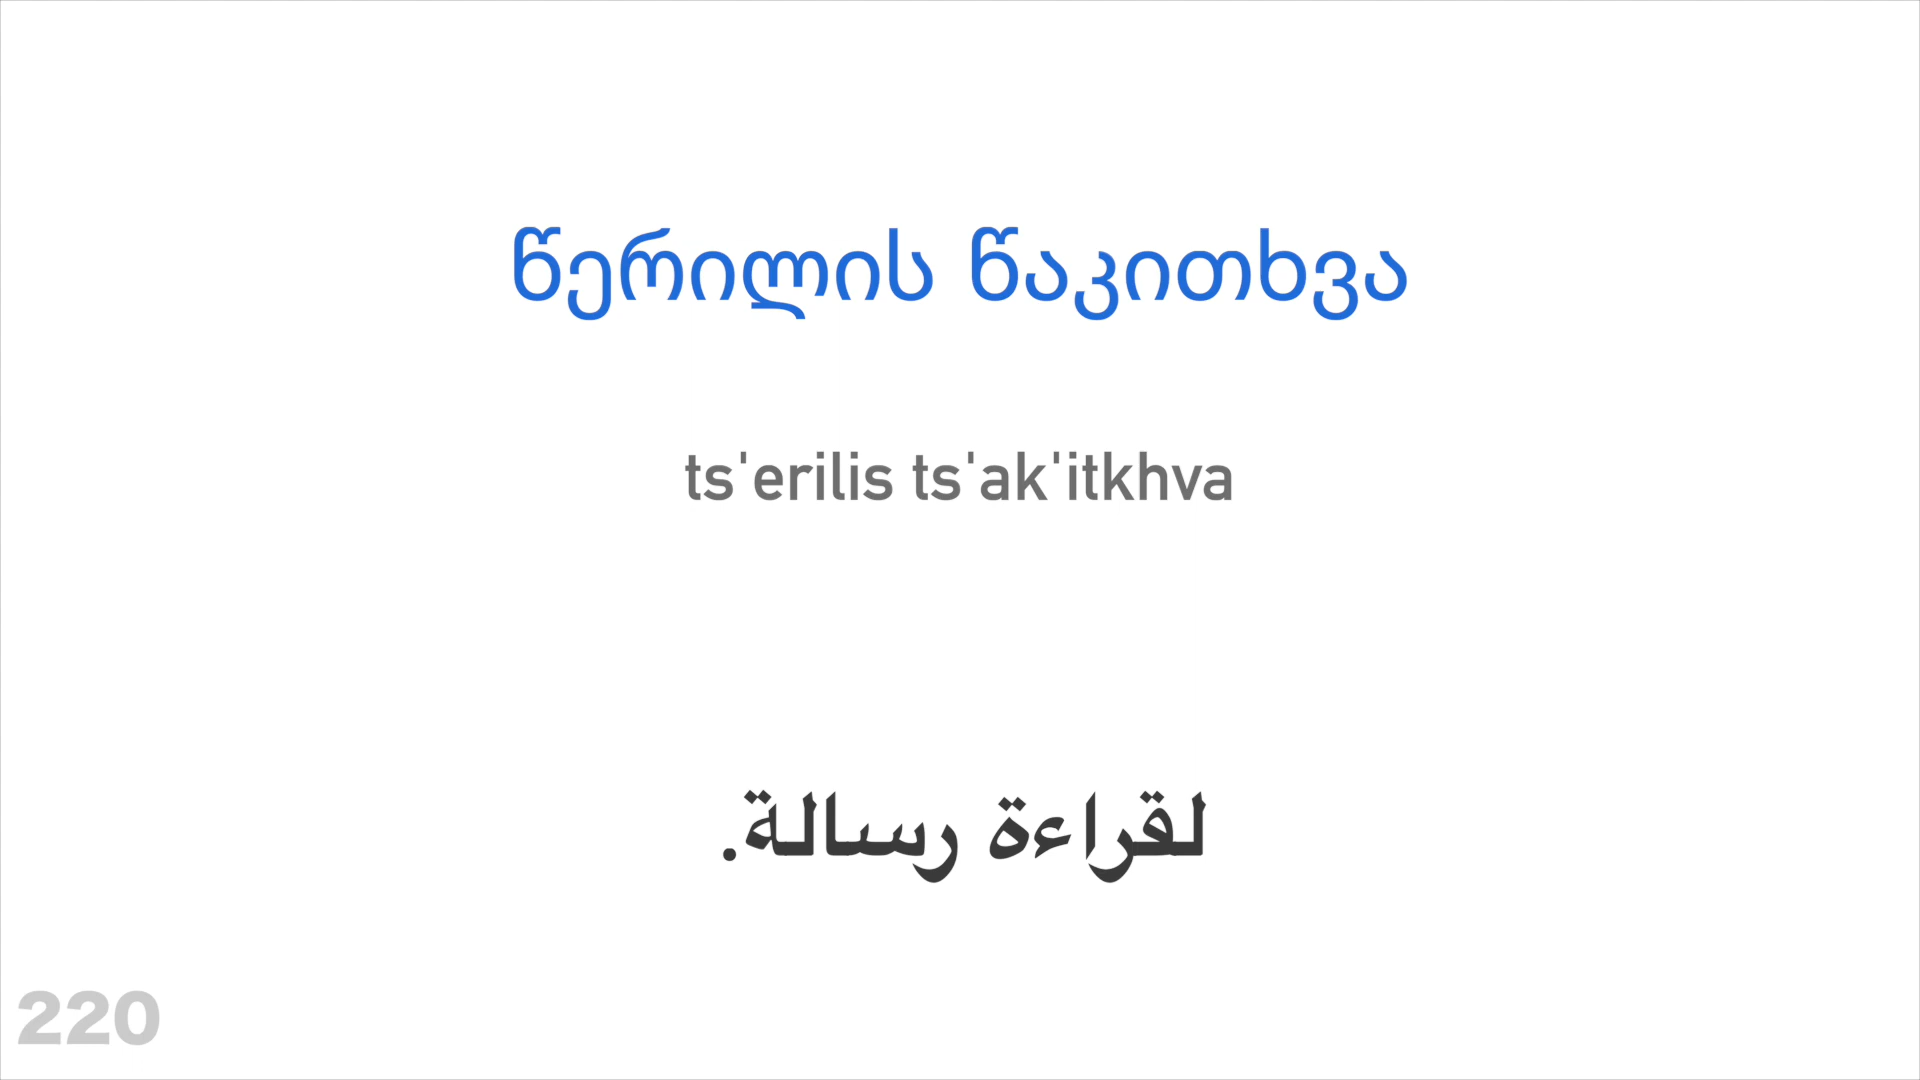 წერილის წაკითხვა
ts'erilis ts'ak'itkhva
لقراءة رسالة.
220